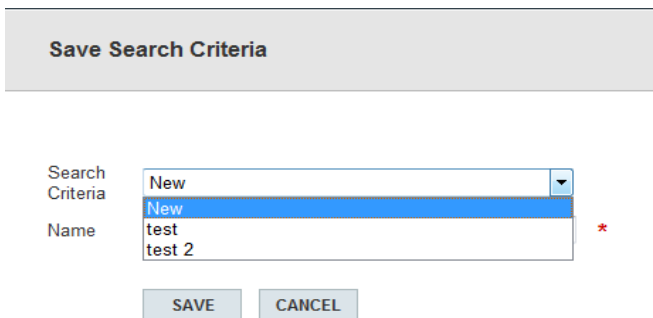 Save Search Criteria
Search
Criteria
New
New
Name
test
*
test 2
SAVE
CANCEL